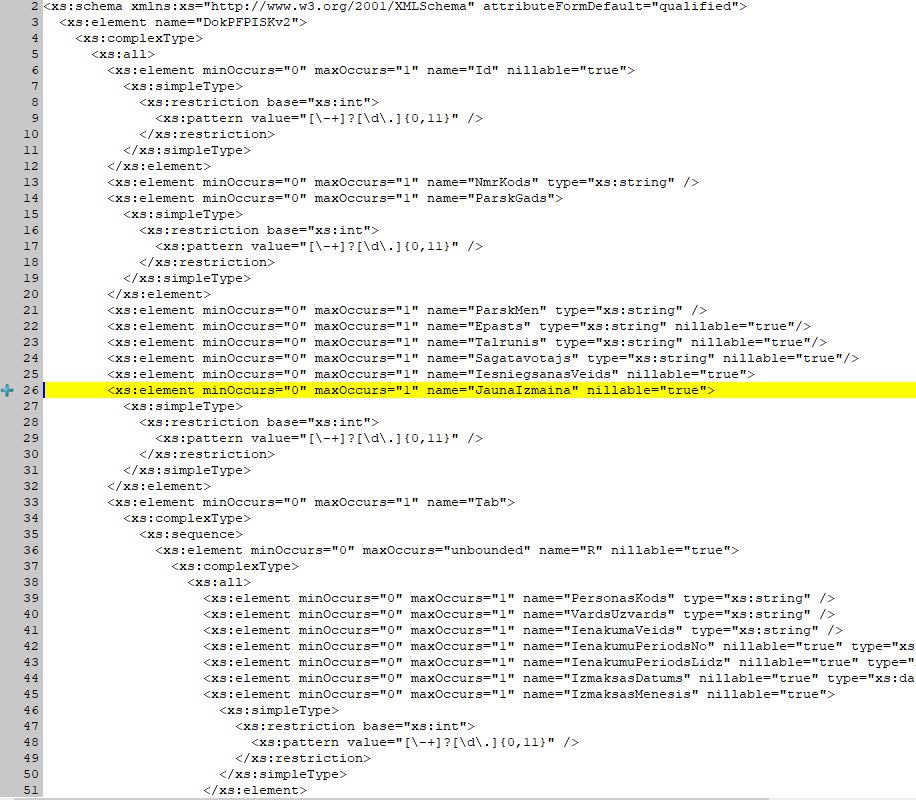 2 <xs:schema xmlns:xs="http://www.w3.org/2001/XMLSchema" attributeFormDefault="qualified">
3 <xs:element name="DokPFPISKv2">
4 <xs:complexType>
5 <xs:all>
6 <xs:element minOccurs="0" maxOccurs="1" name="Id" nillable="true">
7 <xs:simpleType>
8 <xs:restriction base="xs:int">
9 <xs:pattern value="[\-+]?[\d\.]{0,11}" />
10 </xs:restriction>
11 </xs:simpleType>
12 </xs:element>
13 <xs:element minOccurs="0" maxOccurs="1" name="NmrKods" type="xs:string" />
14 <xs:element minOccurs="0" maxOccurs="1" name="ParskGads">
15 <xs:simpleType>
16 <xs:restriction base="xs:int">
17 <xs:pattern value="[\-+]?[\d\.]{0,11}" />
18 </xs:restriction>
19 </xs:simpleType>
20 </xs:element>
21 <xs:element minOccurs="0" maxOccurs="1" name="ParskMen" type="xs:string" />
22 <xs:element minOccurs="0" maxOccurs="1" name="Epasts" type="xs:string" nillable="true"/>
23 <xs:element minOccurs="0" maxOccurs="1" name="Talrunis" type="xs:string" nillable="true"/>
24 <xs:element minOccurs="0" maxOccurs="1" name="Sagatavotajs" type="xs:string" nillable="true"/>
25 <xs:element minOccurs="0" maxOccurs="1" name="IesniegsanasVeids" nillable="true">
26 <xs:element minOccurs="0" maxOccurs="1" name="JaunaIzmaina" nillable="true">
27 <xs:simpleType>
28 <xs:restriction base="xs:int">
29 <xs:pattern value="[\-+]?[\d\.]{0,11}" />
30 </xs:restriction>
31 </xs:simpleType>
32 </xs:element>
33 <xs:element minOccurs="0" maxOccurs="1" name="Tab">
34 <xs:complexType>
35 <xs:sequence>
36 <xs:element minOccurs="0" maxOccurs="unbounded" name="R" nillable="true">
37 <xs:complexType>
38 <xs:all>
39 <xs:element minOccurs="0" maxOccurs="1" name="PersonasKods" type="xs:string" />
40 <xs:element minOccurs="0" maxOccurs="1" name="VardsUzvards" type="xs:string" />
41 <xs:element minOccurs="0" maxOccurs="1" name="IenakumaVeids" type="xs:string" />
42 <xs:element minOccurs="0" maxOccurs="1" name="IenakumuPeriodsNo" nillable="true" type="xs
43 <xs:element minOccurs="0" maxOccurs="1" name="IenakumuPeriodsLidz" nillable="true" type="
44 <xs:element minOccurs="0" maxOccurs="1" name="IzmaksasDatums" nillable="true" type="xs:da
45 <xs:element minOccurs="0" maxOccurs="1" name="IzmaksasMenesis" nillable="true">
46 <xs:simpleType>
47 <xs:restriction base="xs:int">
48 <xs:pattern value="[\-+]?[\d\.]{0,11}" />
49 </xs:restriction>
50 </xs:simpleType>
51 </xs:element>